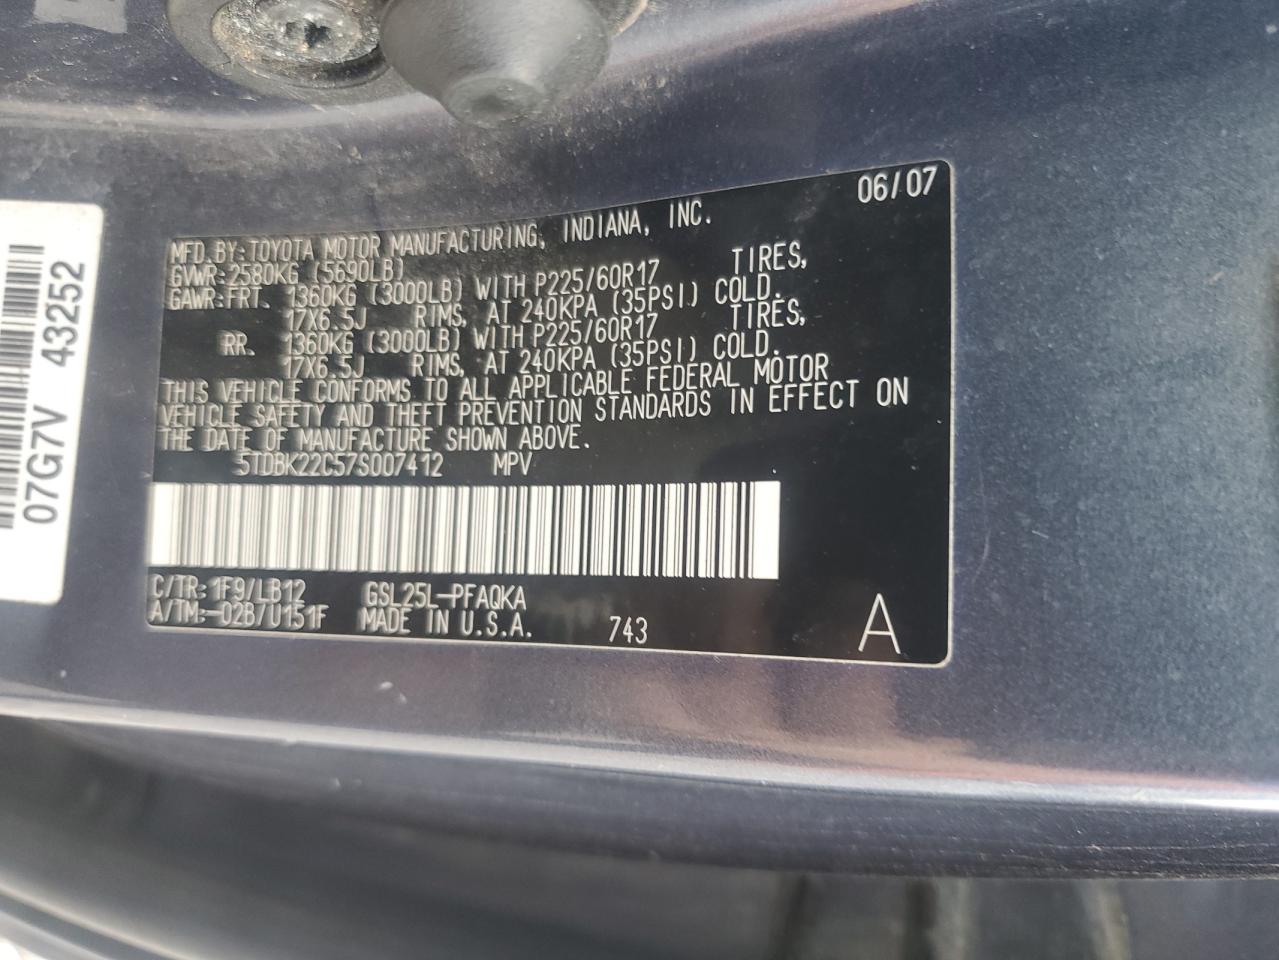 06/07
MFD.BY:TOYOTA MOTOR MANUFACTURING, INDIANA, INC.
GVWR:2580KG (5690LB)
GAWR:FRT. 1360KG (3000LB) WITH P225/60R17 TIRES,
17X6.5J RIMS, AT 240KPA (35PSI) COLD.
RR. 1360KG (3000LB) WITH P225/60R17 TIRES,
17X6.5J RIMS, AT 240KPA (35PSI) COLD.
THIS VEHICLE CONFORMS TO ALL APPLICABLE FEDERAL MOTOR
VEHICLE SAFETY AND THEFT PREVENTION STANDARDS IN EFFECT ON
THE DATE OF MANUFACTURE SHOWN ABOVE.
5TDBK22C57S007412 MPV
C/TR:1F9/LB12 GSL25L-PFAQKA
A/TM:-02B/U151F MADE IN U.S.A. 743 A
07G7V 43252